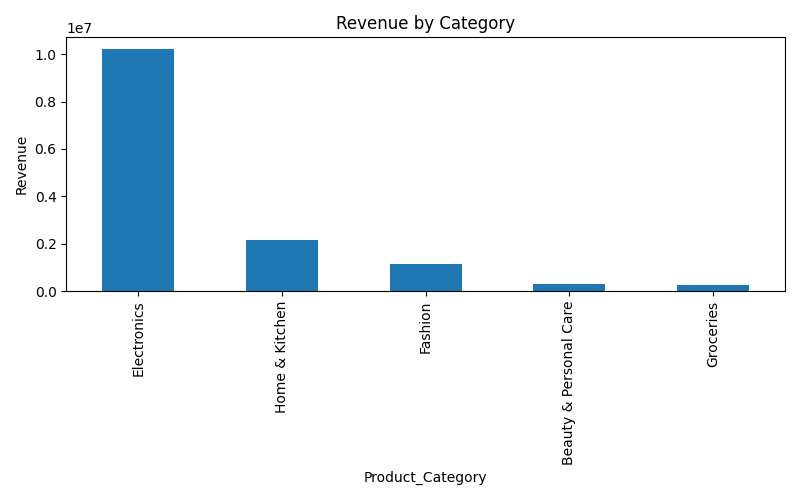 Revenue by Category
1e7
1.0
0.8
0.6
0.4
0.2
0.0
Revenue
Electronics
Home & Kitchen
Fashion
Beauty & Personal Care
Groceries
Product_Category